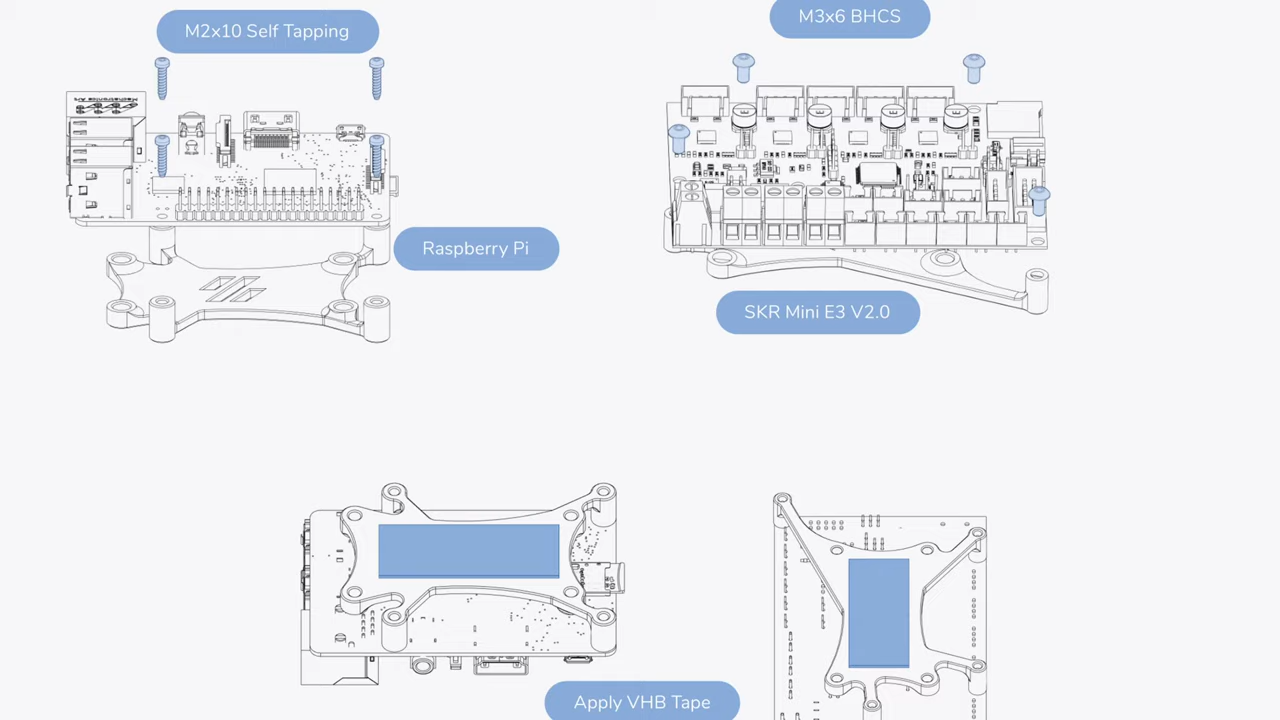 M2x10 Self Tapping
M3x6 BHCS
Raspberry Pi
SKR Mini E3 V2.0
Apply VHB Tape